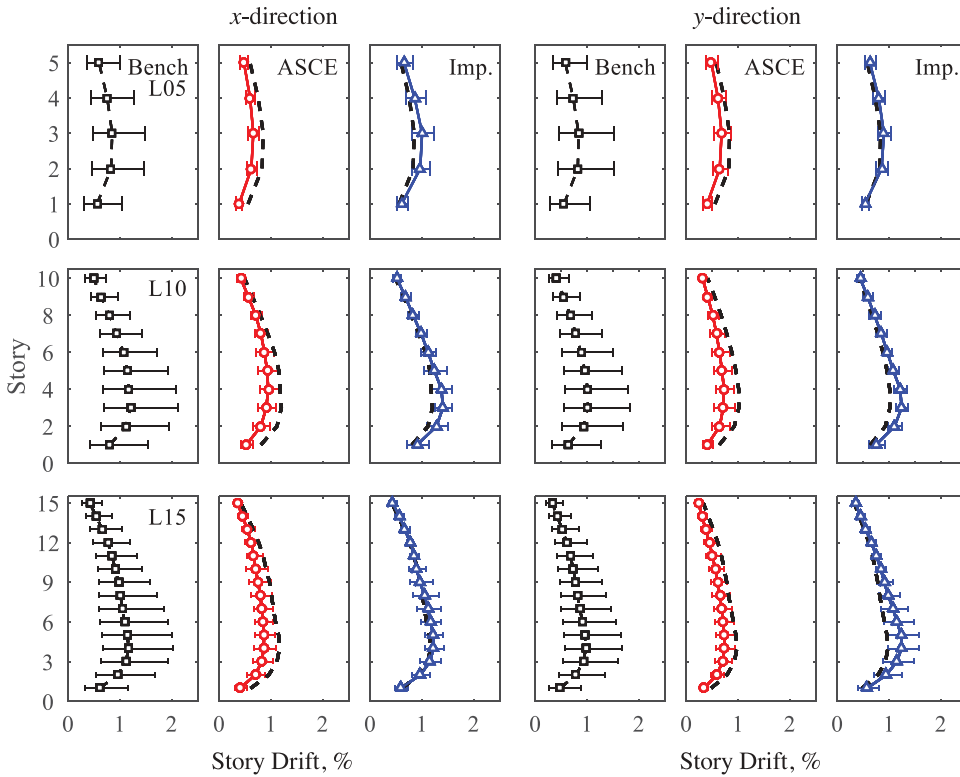 x-direction
y-direction
Bench
L05
ASCE
Imp.
Bench
ASCE
Imp.
5
4
3
2
1
0
L10
10
8
6
4
2
0
Story
L15
15
12
9
6
3
0
0 1 2 0 1 2 0 1 2 0 1 2 0 1 2 0 1 2
Story Drift, % Story Drift, %